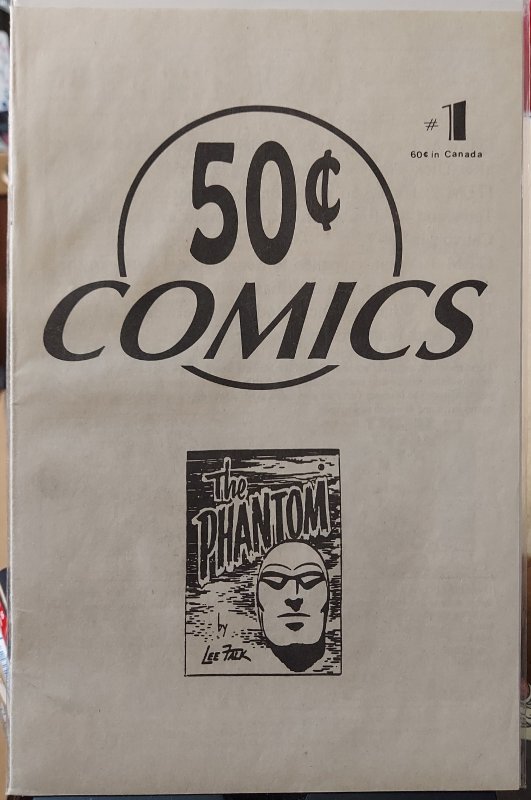 #1
60¢ in Canada
50¢
COMICS
The
PHANTOM
by
LEE FALK